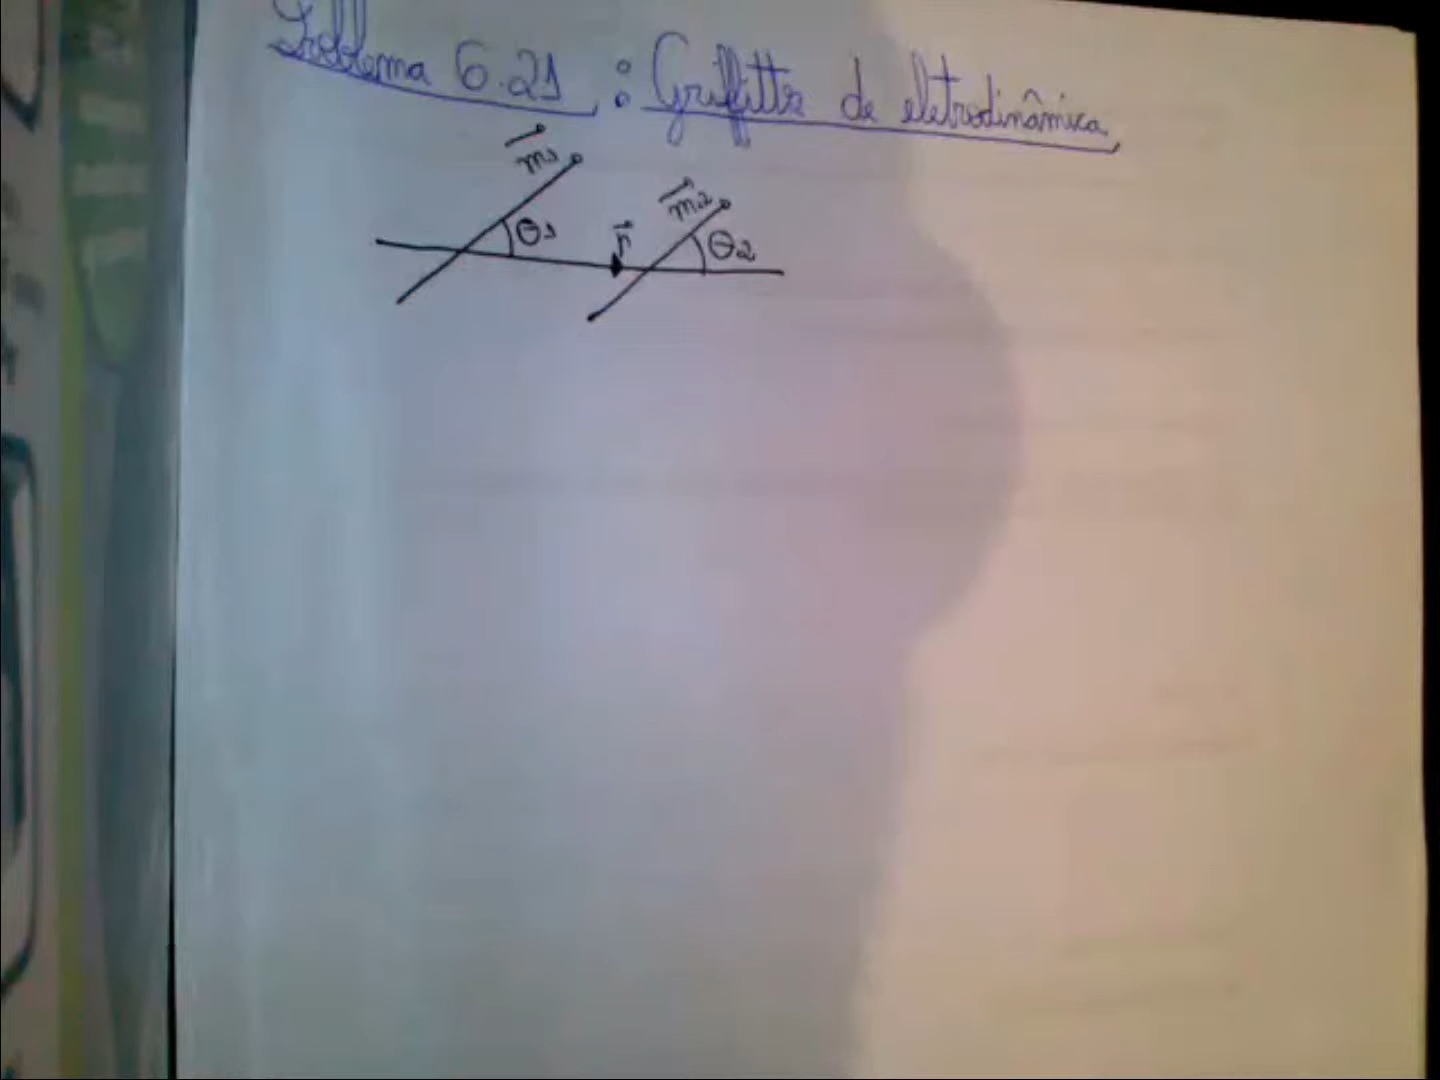 Problema 6.21 : Griffiths de eletrodinâmica
m1 m2
θ1 r θ2